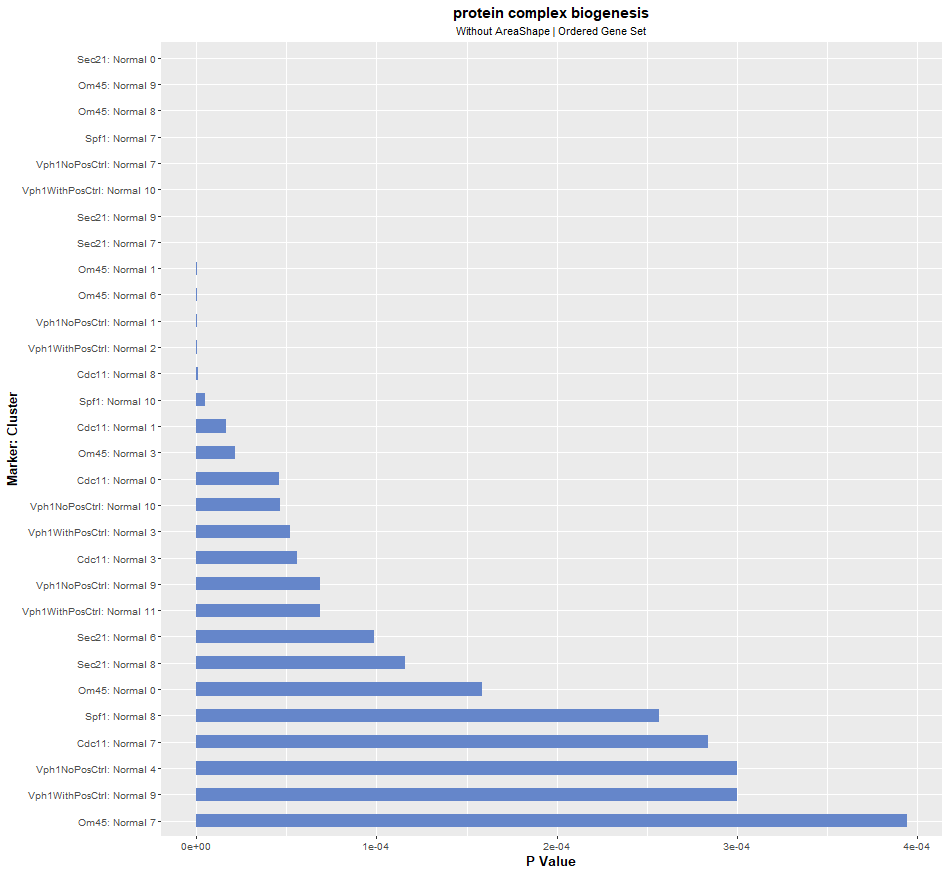 protein complex biogenesis
Without AreaShape | Ordered Gene Set
Marker: Cluster
Sec21: Normal 0
Om45: Normal 9
Om45: Normal 8
Spf1: Normal 7
Vph1NoPosCtrl: Normal 7
Vph1WithPosCtrl: Normal 10
Sec21: Normal 9
Sec21: Normal 7
Om45: Normal 1
Om45: Normal 6
Vph1NoPosCtrl: Normal 1
Vph1WithPosCtrl: Normal 2
Cdc11: Normal 8
Spf1: Normal 10
Cdc11: Normal 1
Om45: Normal 3
Cdc11: Normal 0
Vph1NoPosCtrl: Normal 10
Vph1WithPosCtrl: Normal 3
Cdc11: Normal 3
Vph1NoPosCtrl: Normal 9
Vph1WithPosCtrl: Normal 11
Sec21: Normal 6
Sec21: Normal 8
Om45: Normal 0
Spf1: Normal 8
Cdc11: Normal 7
Vph1NoPosCtrl: Normal 4
Vph1WithPosCtrl: Normal 9
Om45: Normal 7
0e+00 1e-04 2e-04 3e-04 4e-04
P Value